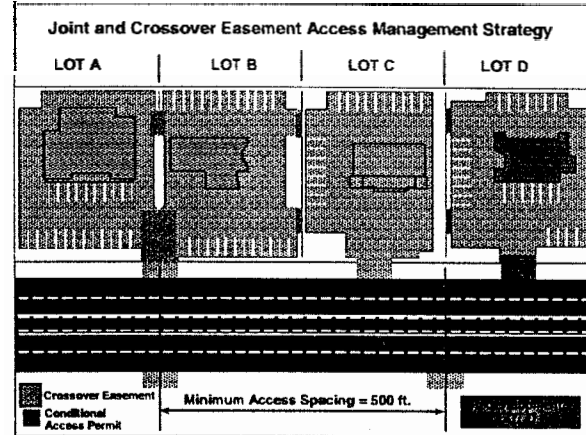 Joint and Crossover Easement Access Management Strategy
LOT A LOT B LOT C LOT D
Crossover Easement
Conditional
Access Permit
Minimum Access Spacing = 500 ft.